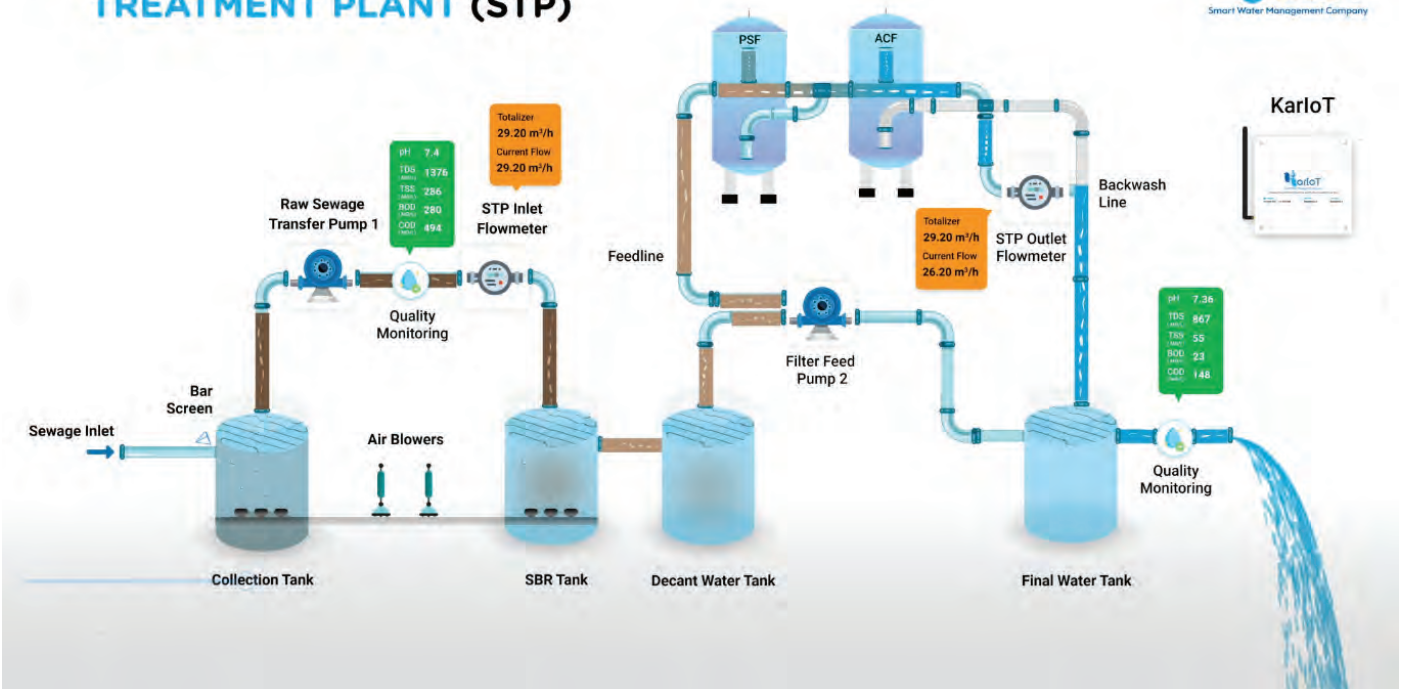 TREATMENT PLANT (STP)
Smart Water Management Company
PSF
ACF
KarIoT
KarIoT
Totalizer
29.20 m³/h
Current Flow
29.20 m³/h
pH 7.4
TDS 1376
TSS 286
BOD 280
COD 494
Raw Sewage
Transfer Pump 1
STP Inlet
Flowmeter
Quality
Monitoring
Feedline
Backwash
Line
Totalizer
29.20 m³/h
Current Flow
26.20 m³/h
STP Outlet
Flowmeter
Filter Feed
Pump 2
pH 7.36
TDS 867
TSS 55
BOD 23
COD 148
Bar
Screen
Sewage Inlet
Air Blowers
Quality
Monitoring
Collection Tank
SBR Tank
Decant Water Tank
Final Water Tank